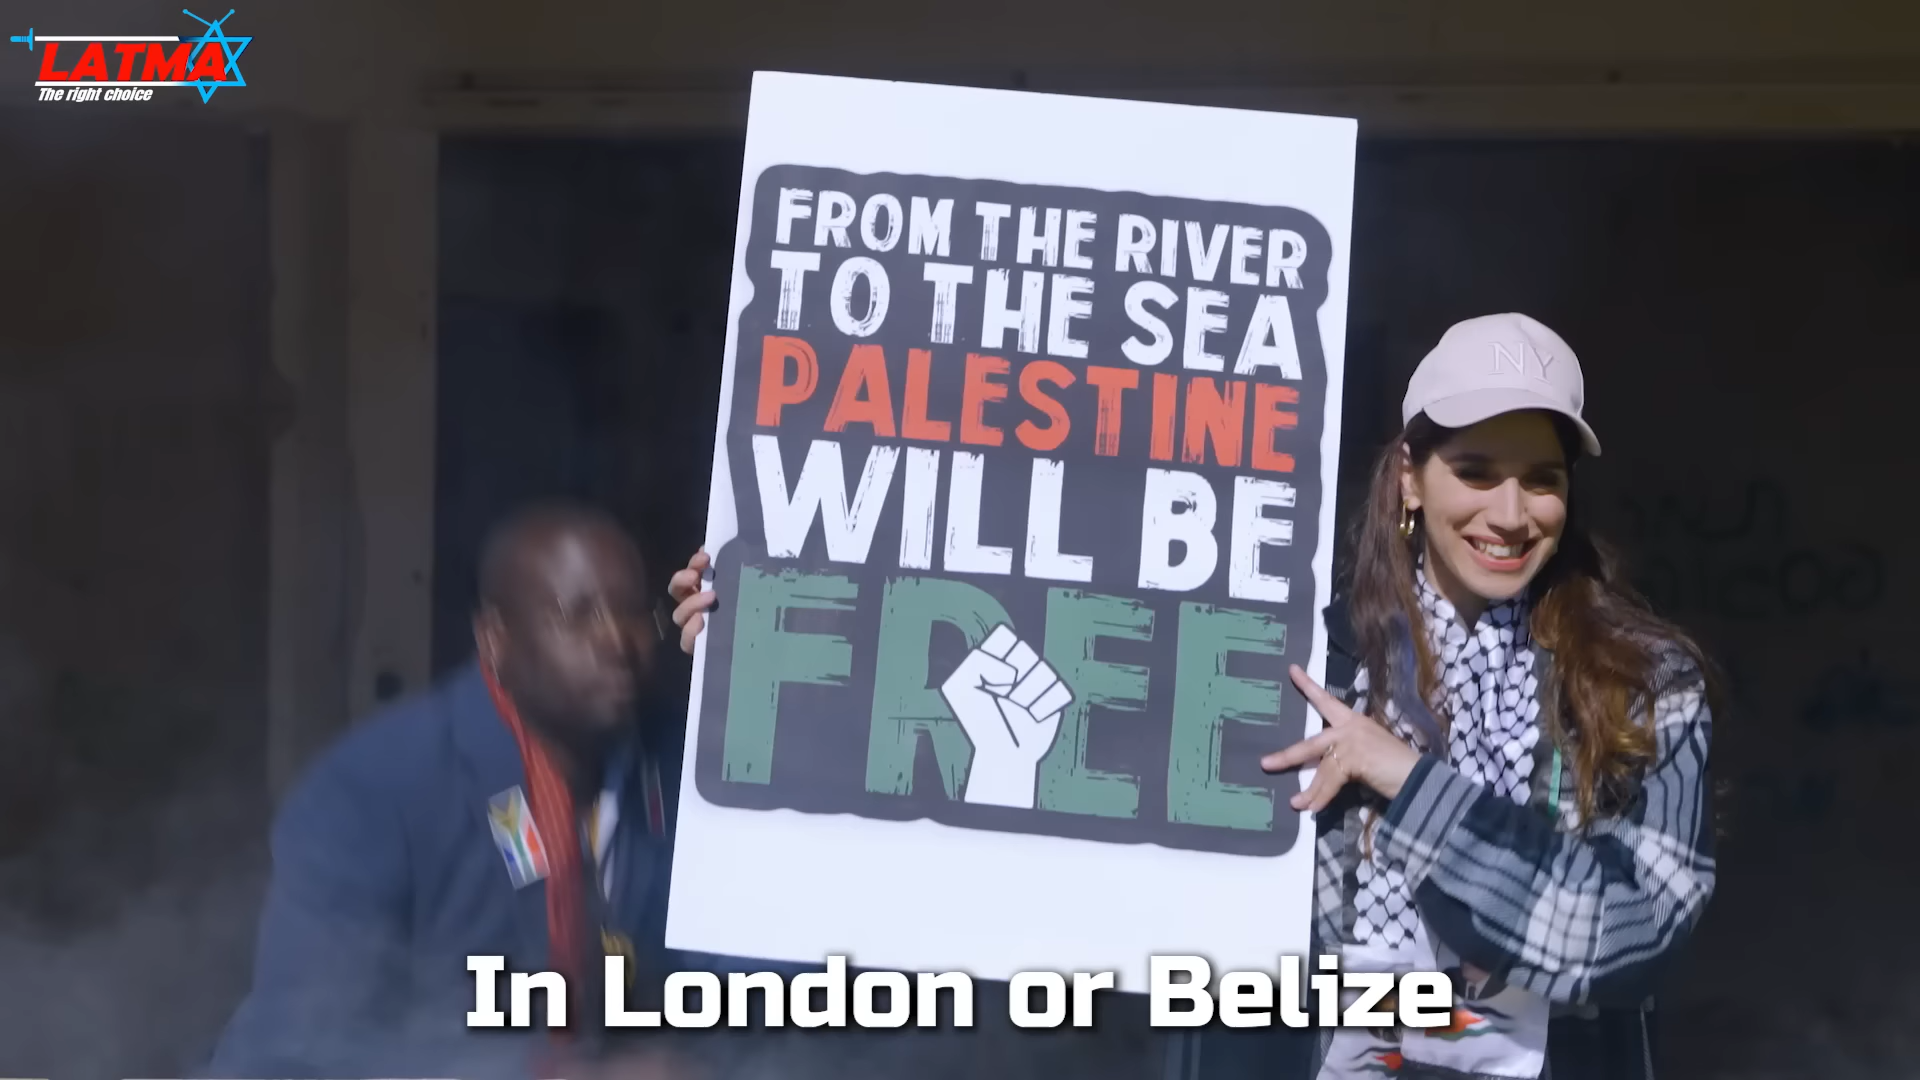 LATMA
The right choice
FROM THE RIVER
TO THE SEA
PALESTINE
WILL BE
FREE
NY
In London or Belize